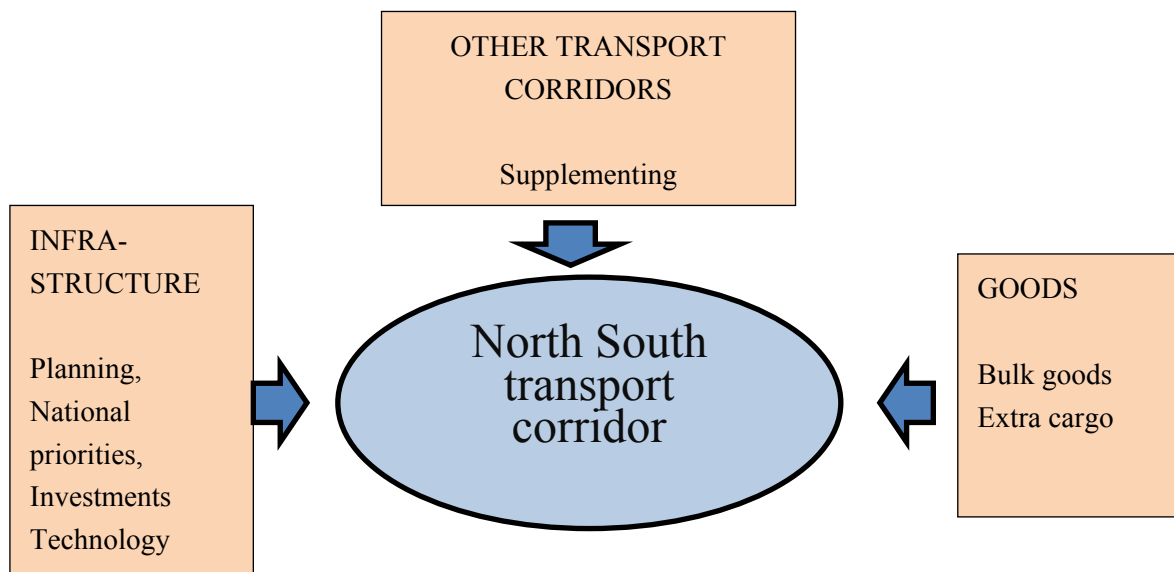 OTHER TRANSPORT
CORRIDORS
Supplementing
INFRA-
STRUCTURE
Planning,
National
priorities,
Investments
Technology
North South
transport
corridor
GOODS
Bulk goods
Extra cargo